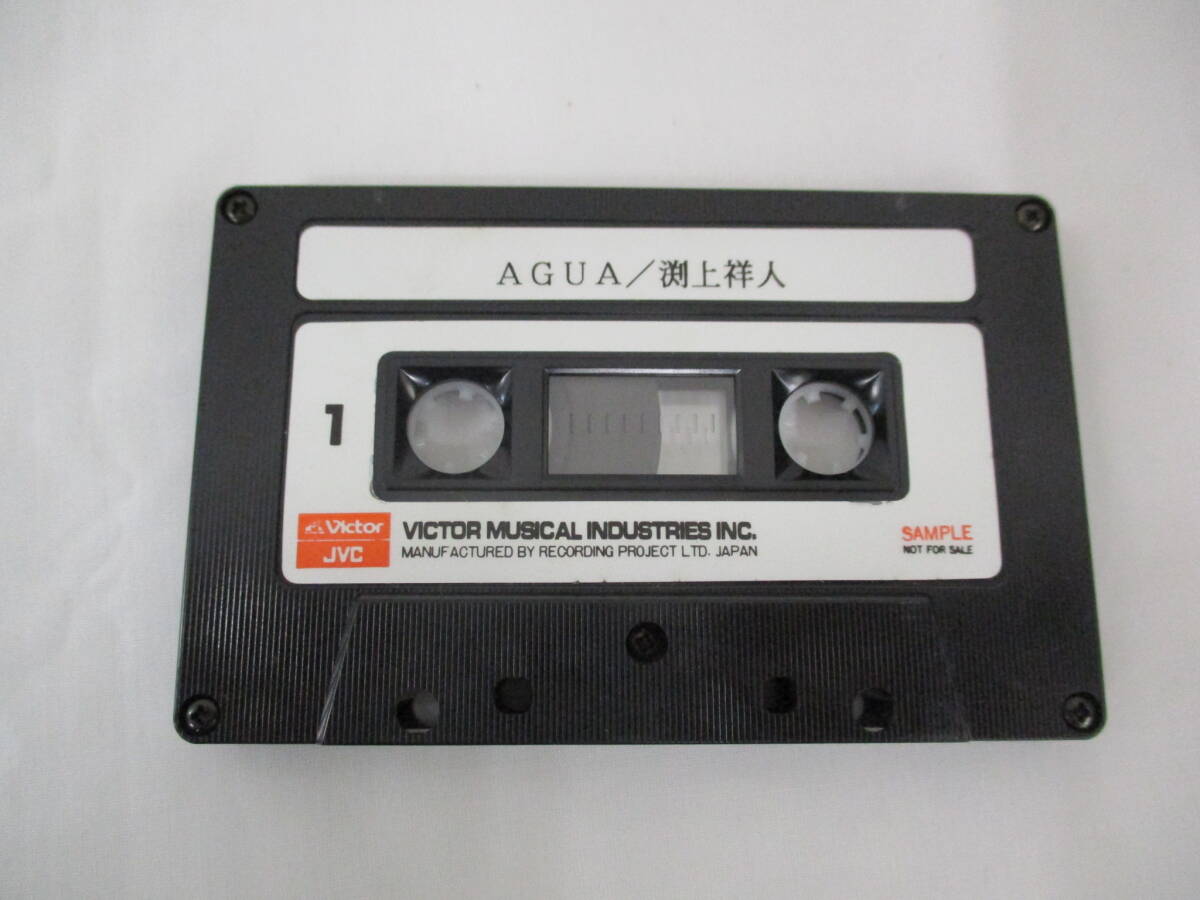 AGUA/渕上祥人
1
Victor
JVC
VICTOR MUSICAL INDUSTRIES INC.
MANUFACTURED BY RECORDING PROJECT LTD. JAPAN
SAMPLE
NOT FOR SALE